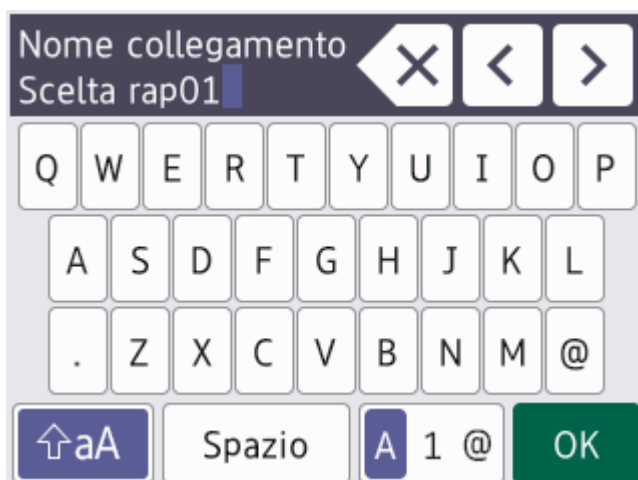 Nome collegamento
Scelta rap01
Q W E R T Y U I O P
A S D F G H J K L
. Z X C V B N M @
aA Spazio A 1 @ OK